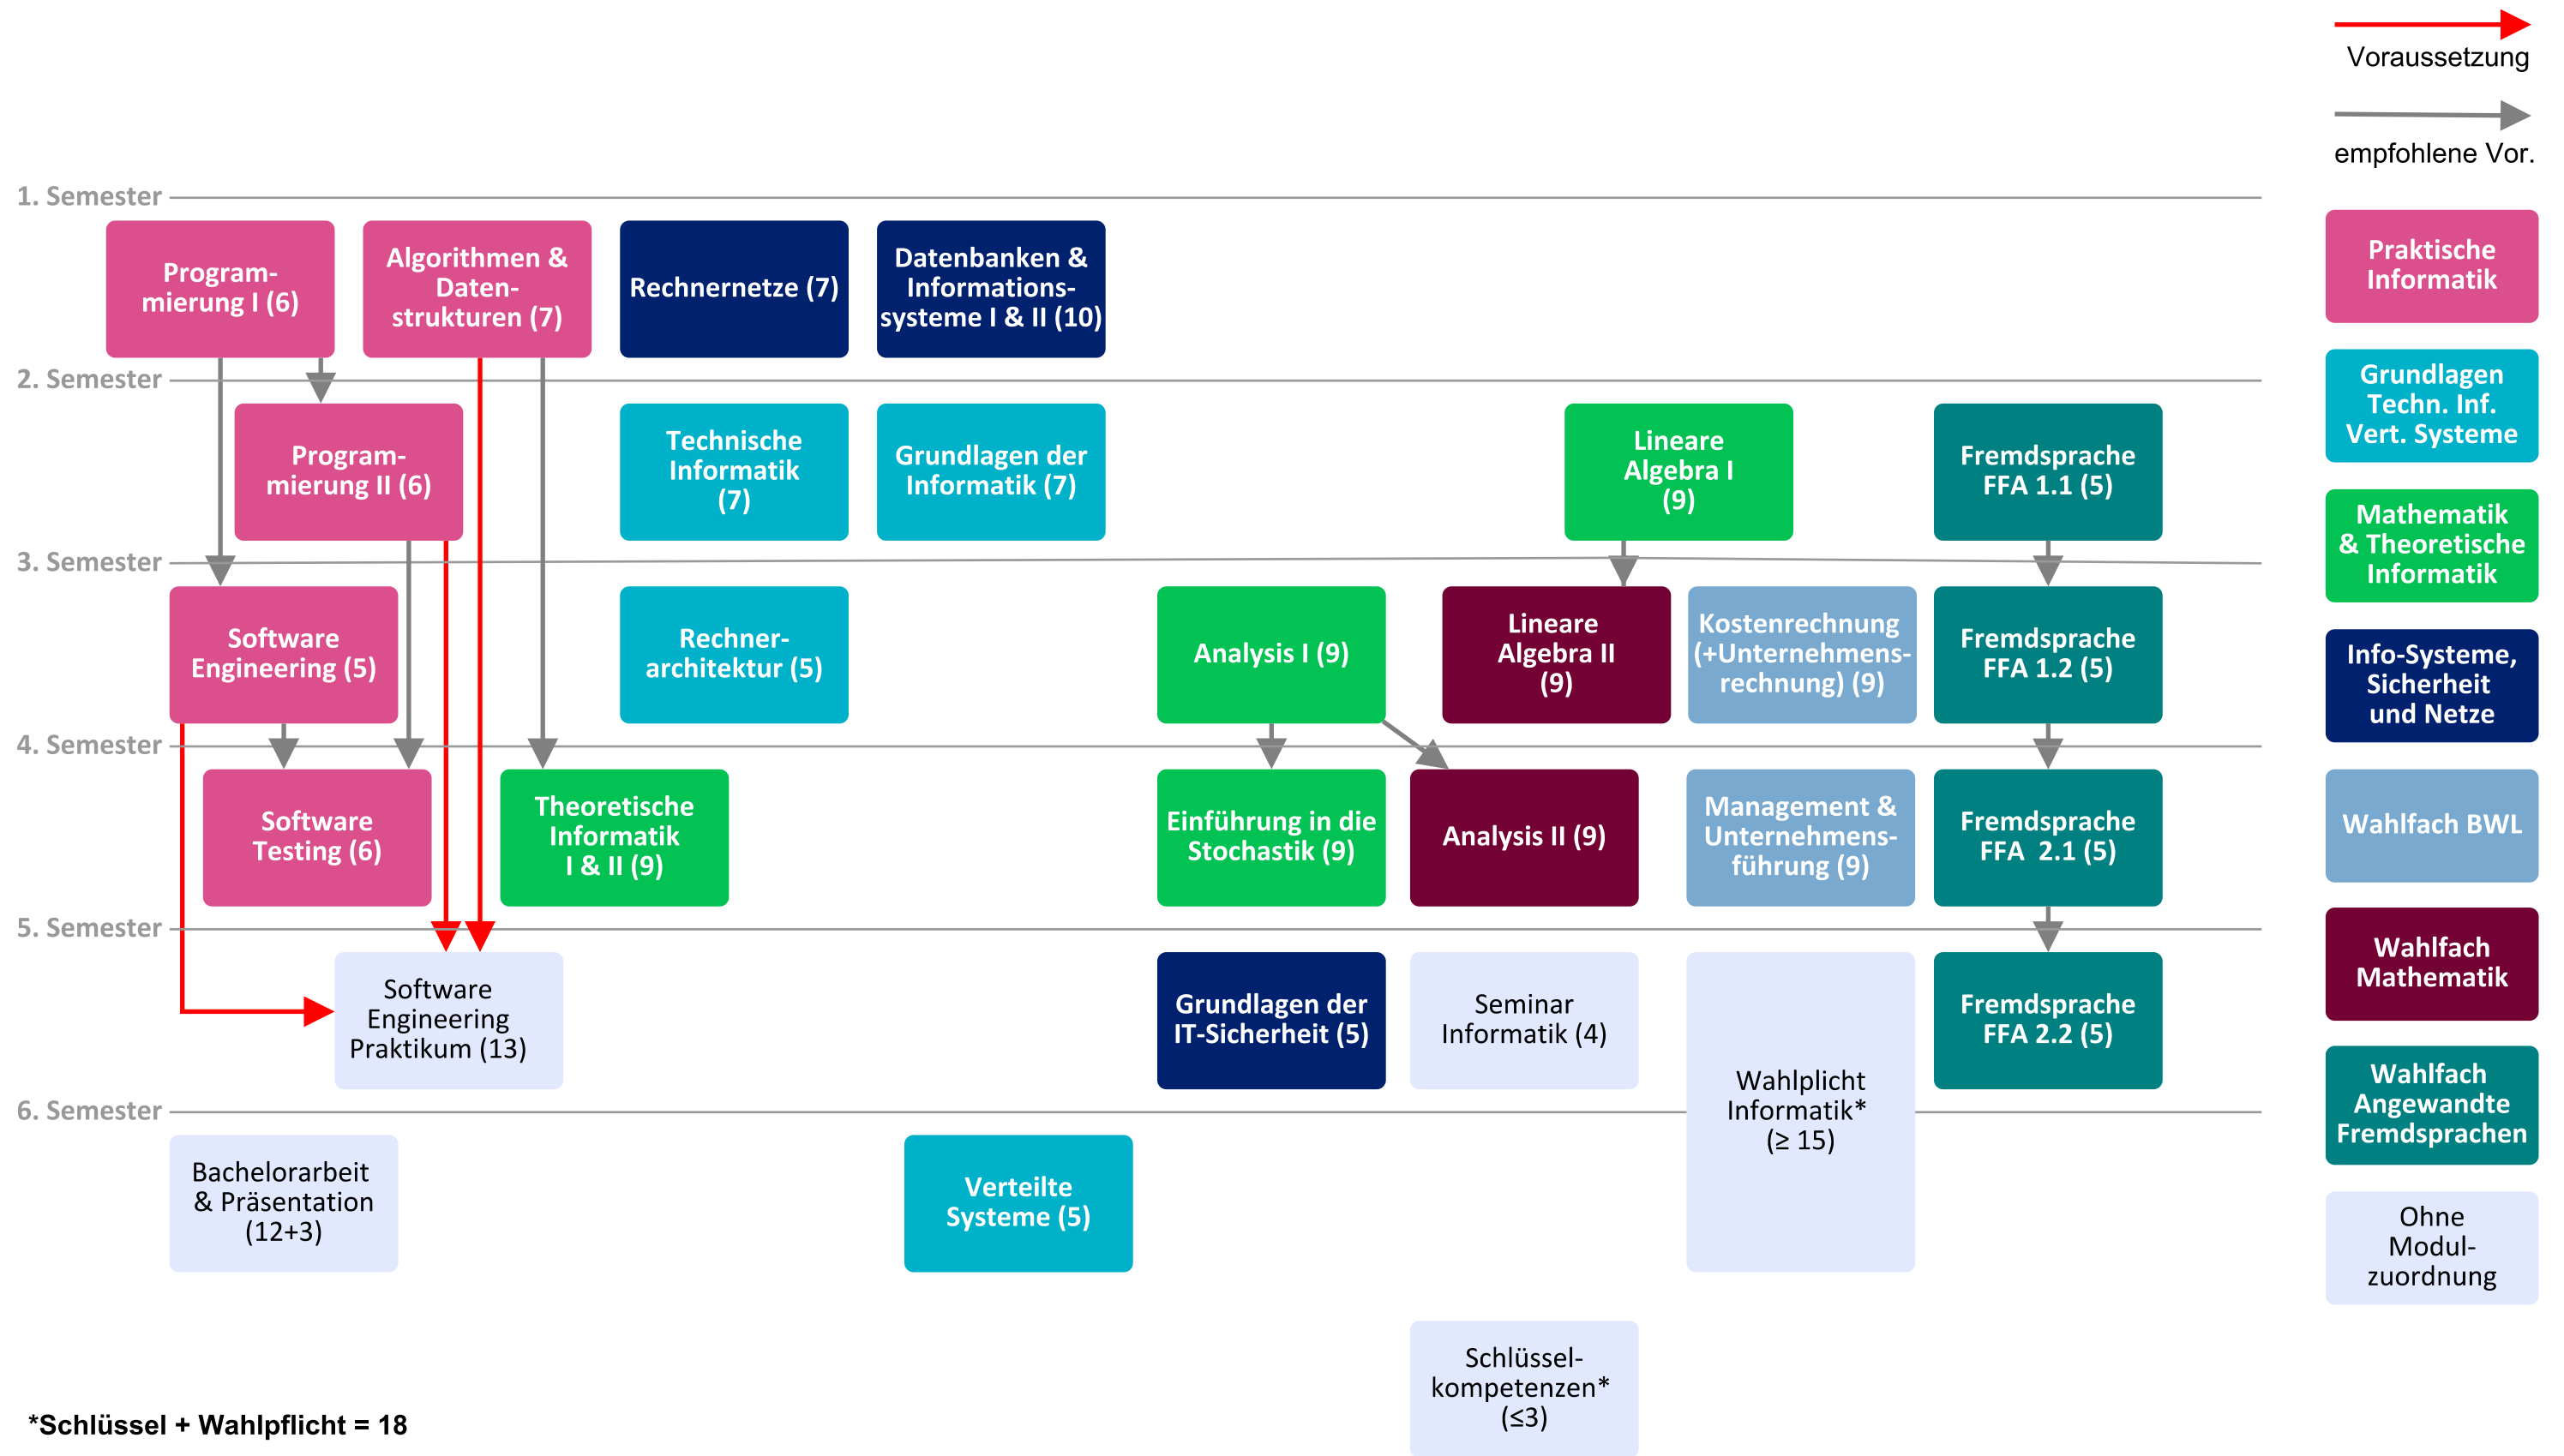 Voraussetzung
empfohlene Vor.
1. Semester
Program-
mierung I (6)
Algorithmen &
Daten-
strukturen (7)
Rechnernetze (7)
Datenbanken &
Informations-
systeme I & II (10)
2. Semester
Program-
mierung II (6)
Technische
Informatik
(7)
Grundlagen der
Informatik (7)
Lineare
Algebra I
(9)
Fremdsprache
FFA 1.1 (5)
3. Semester
Software
Engineering (5)
Rechner-
architektur (5)
Analysis I (9)
Lineare
Algebra II
(9)
Kostenrechnung
(+Unternehmens-
rechnung) (9)
Fremdsprache
FFA 1.2 (5)
4. Semester
Software
Testing (6)
Theoretische
Informatik
I & II (9)
Einführung in die
Stochastik (9)
Analysis II (9)
Management &
Unternehmens-
führung (9)
Fremdsprache
FFA 2.1 (5)
5. Semester
Software
Engineering
Praktikum (13)
Grundlagen der
IT-Sicherheit (5)
Seminar
Informatik (4)
Wahlplicht
Informatik*
(≥ 15)
Fremdsprache
FFA 2.2 (5)
6. Semester
Bachelorarbeit
& Präsentation
(12+3)
Verteilte
Systeme (5)
Schlüssel-
kompetenzen*
(≤3)
*Schlüssel + Wahlpflicht = 18
Praktische
Informatik
Grundlagen
Techn. Inf.
Vert. Systeme
Mathematik
& Theoretische
Informatik
Info-Systeme,
Sicherheit
und Netze
Wahlfach BWL
Wahlfach
Mathematik
Wahlfach
Angewandte
Fremdsprachen
Ohne
Modul-
zuordnung